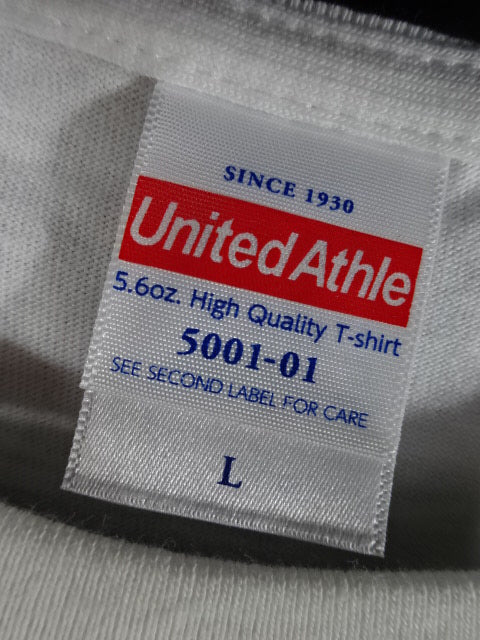 SINCE 1930
United Athle
5.6oz. High Quality T-shirt
5001-01
SEE SECOND LABEL FOR CARE
L